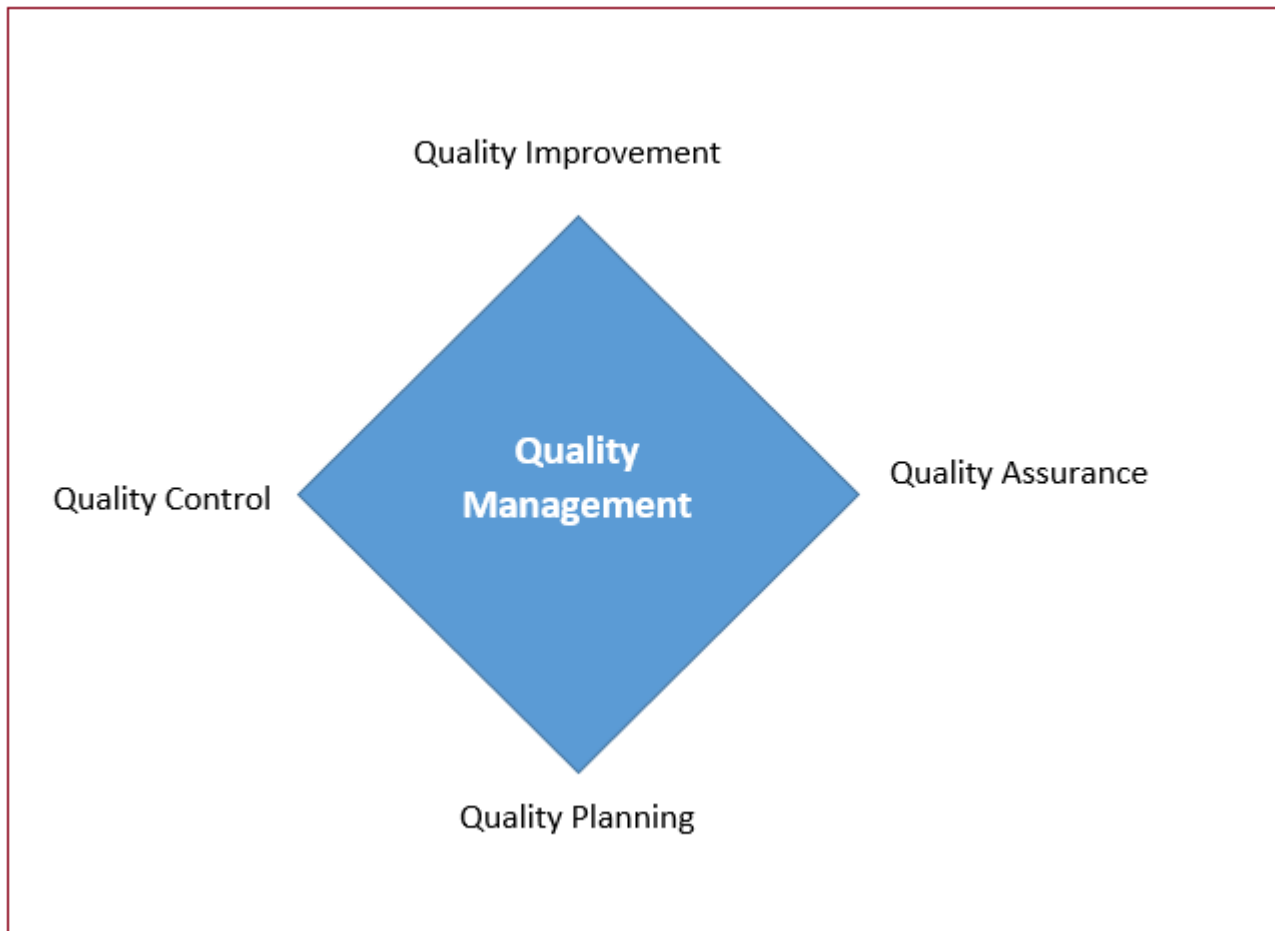 Quality Improvement
Quality
Management
Quality Assurance
Quality Control
Quality Planning